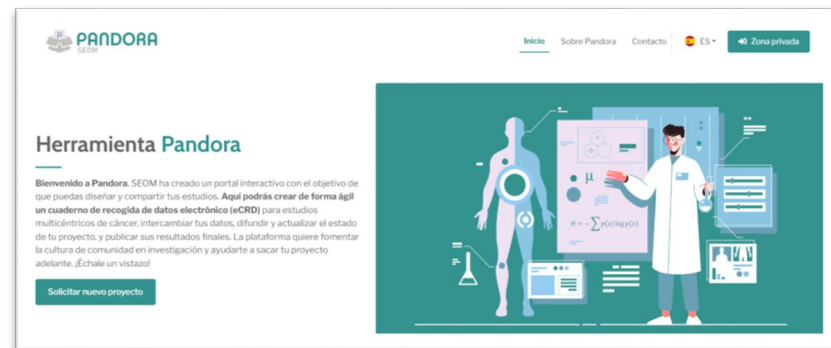 PANDORA
SEOM
Inicio Sobre Pandora Contacto ES Zona privada
Herramienta Pandora
Bienvenido a Pandora. SEOM ha creado un portal interactivo con el objetivo de
que puedas diseñar y compartir tus estudios. Aquí podrás crear de forma ágil
un cuaderno de recogida de datos electrónico (eCRD) para estudios
multicéntricos de cáncer, intercambiar tus datos, difundir y actualizar el estado
de tu proyecto, y publicar sus resultados finales. La plataforma quiere fomentar
la cultura de comunidad en investigación y ayudarte a sacar tu proyecto
adelante. ¡Échale un vistazo!
Solicitar nuevo proyecto
μ
H = − ∑ p(x) log p(x)